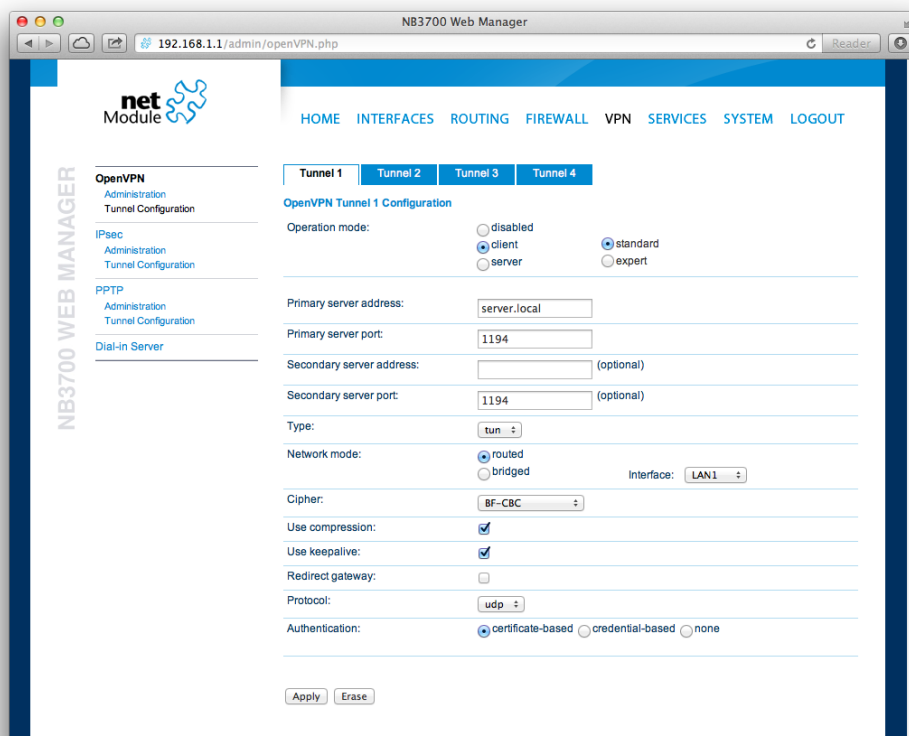 NB3700 Web Manager
192.168.1.1/admin/openVPN.php
Reader
net
Module
HOME INTERFACES ROUTING FIREWALL VPN SERVICES SYSTEM LOGOUT
NB3700 WEB MANAGER
OpenVPN
Administration
Tunnel Configuration
IPsec
Administration
Tunnel Configuration
PPTP
Administration
Tunnel Configuration
Dial-in Server
Tunnel 1 Tunnel 2 Tunnel 3 Tunnel 4
OpenVPN Tunnel 1 Configuration
Operation mode: disabled
client standard
server expert
Primary server address: server.local
Primary server port: 1194
Secondary server address: (optional)
Secondary server port: 1194 (optional)
Type: tun
Network mode: routed
bridged Interface: LAN1
Cipher: BF-CBC
Use compression:
Use keepalive:
Redirect gateway:
Protocol: udp
Authentication: certificate-based credential-based none
Apply Erase